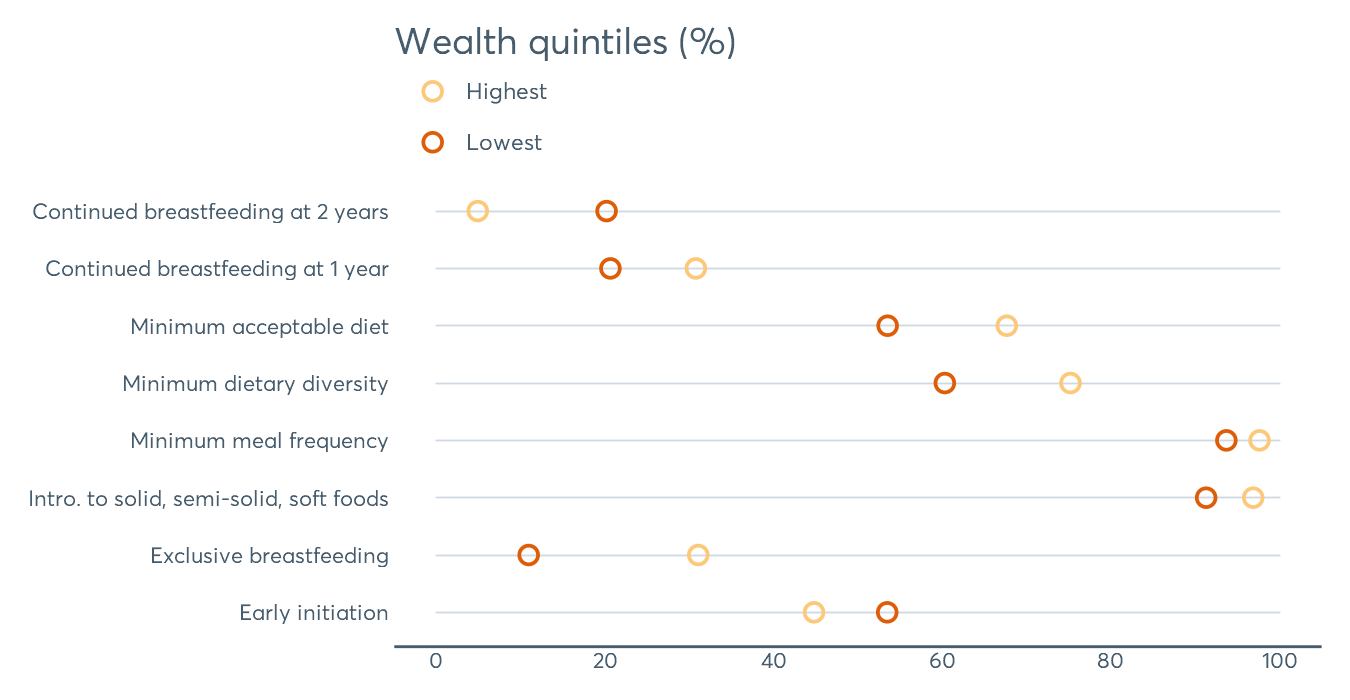 Wealth quintiles (%)
Highest
Lowest
Continued breastfeeding at 2 years
Continued breastfeeding at 1 year
Minimum acceptable diet
Minimum dietary diversity
Minimum meal frequency
Intro. to solid, semi-solid, soft foods
Exclusive breastfeeding
Early initiation
0 20 40 60 80 100